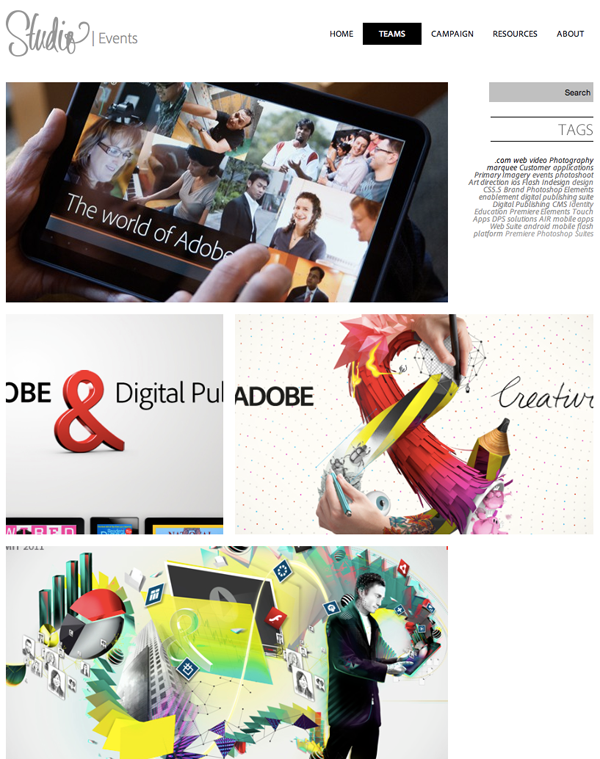 Studio | Events
HOME TEAMS CAMPAIGN RESOURCES ABOUT
Search
TAGS
.com web video Photography
marquee Customer applications
Primary Imagery events photoshoot
Art direction ios Flash Indesign design
CS5.5 Brand Photoshop Elements
enablement digital publishing suite
Digital Publishing CMS Identity
Education Premiere Elements Touch
Apps DPS solutions AIR mobile apps
Web Suite android mobile flash
platform Premiere Photoshop Suites
The world of Adobe
OBE & Digital Pul
WIRED
ADOBE Creativ
2011